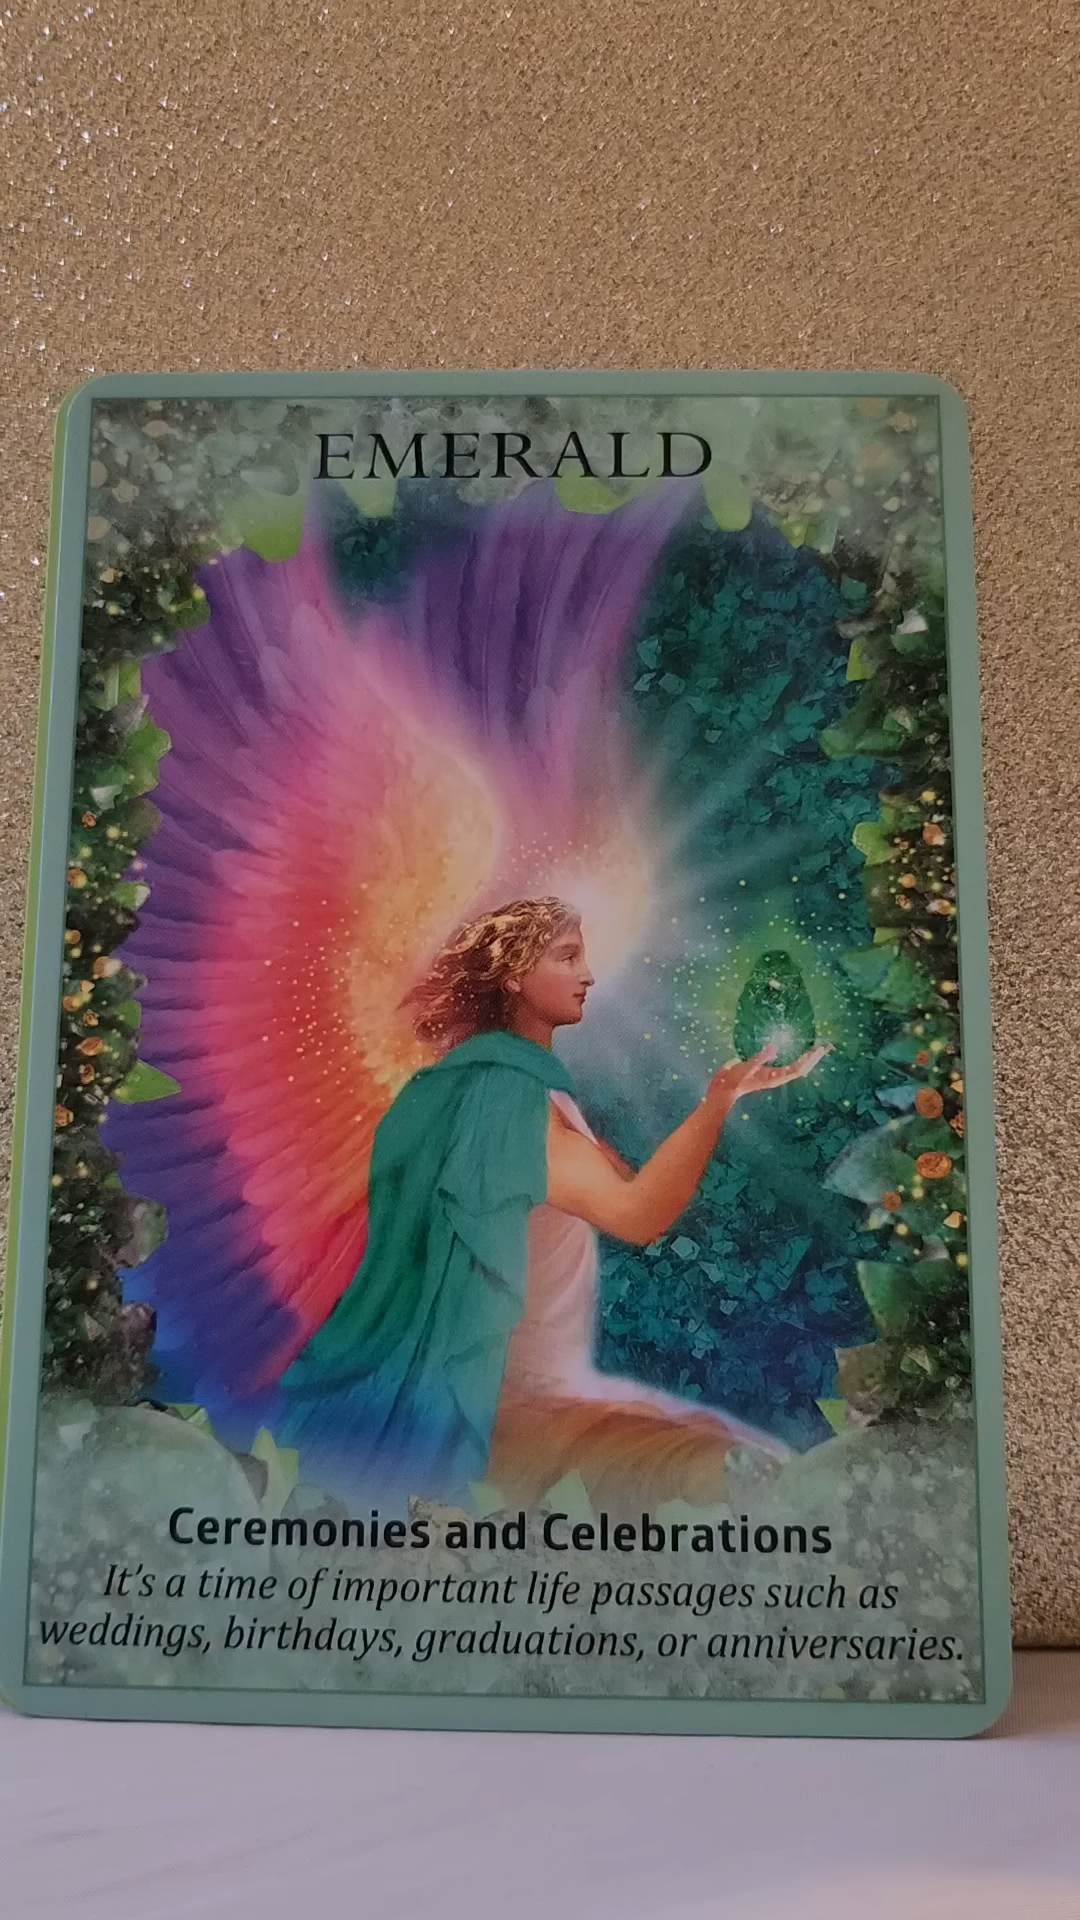 EMERALD
Ceremonies and Celebrations
It's a time of important life passages such as
weddings, birthdays, graduations, or anniversaries.